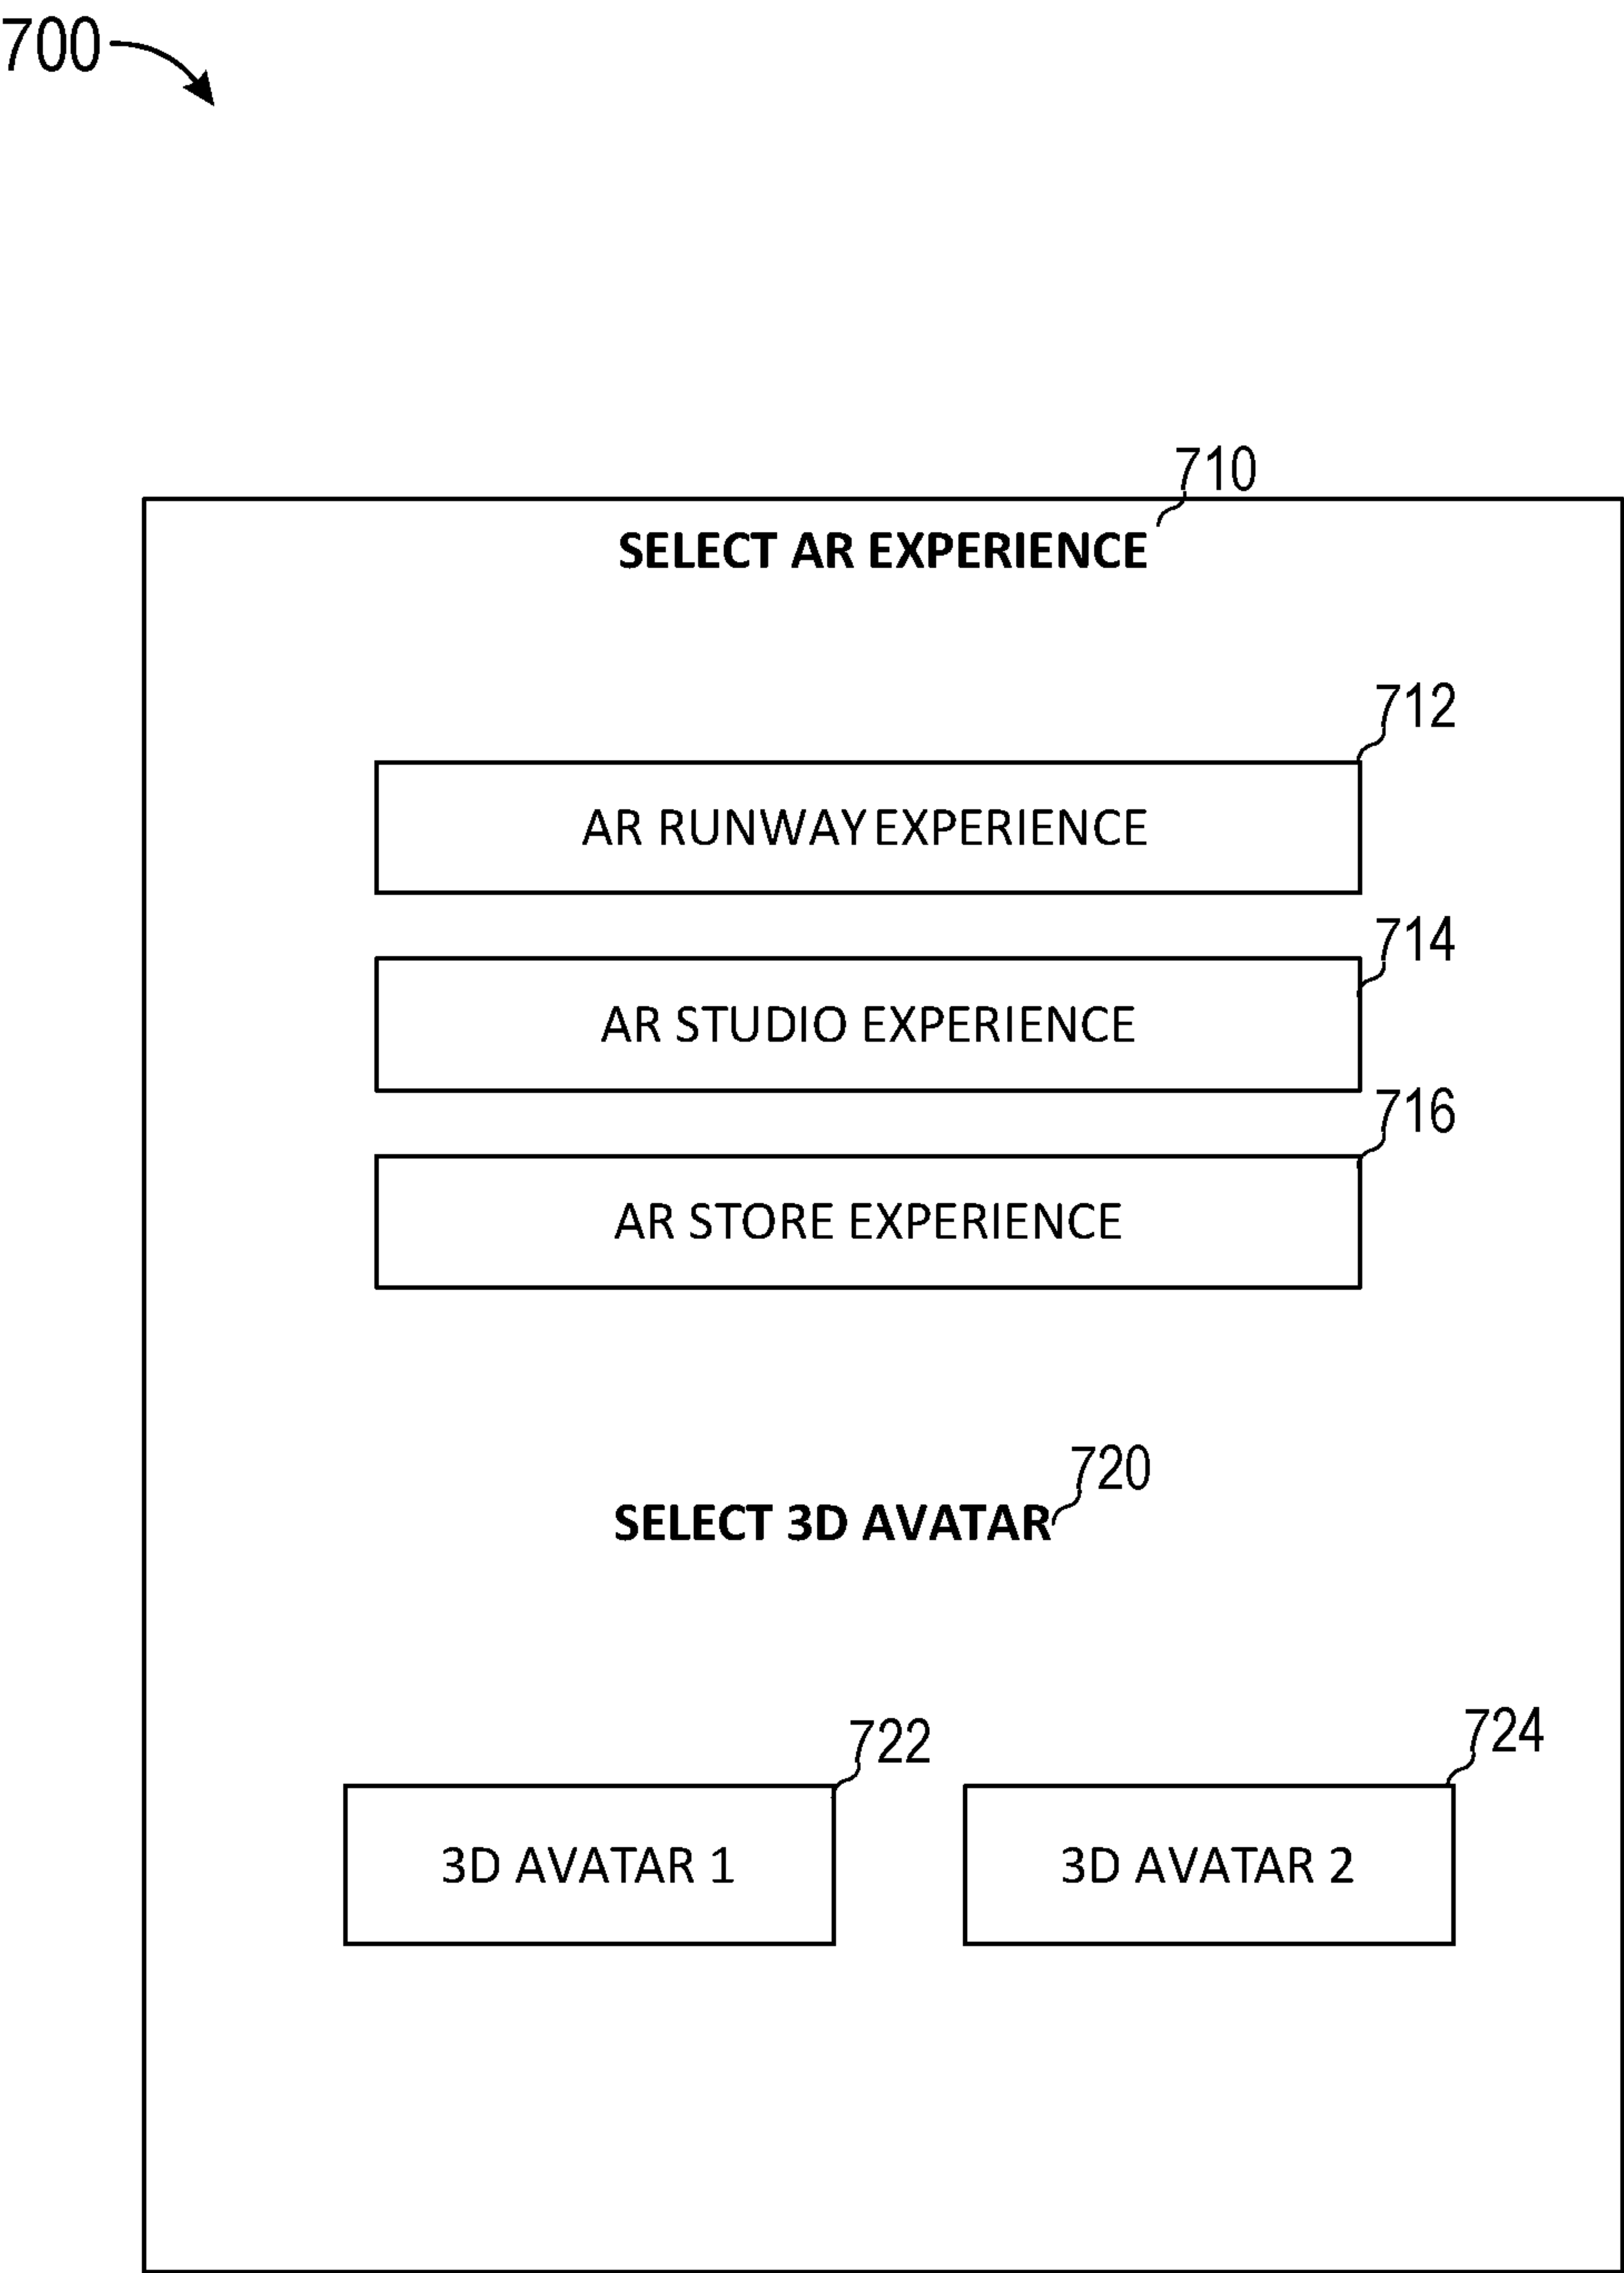 700
710
SELECT AR EXPERIENCE
712
AR RUNWAY EXPERIENCE
714
AR STUDIO EXPERIENCE
716
AR STORE EXPERIENCE
720
SELECT 3D AVATAR
722
724
3D AVATAR 1
3D AVATAR 2